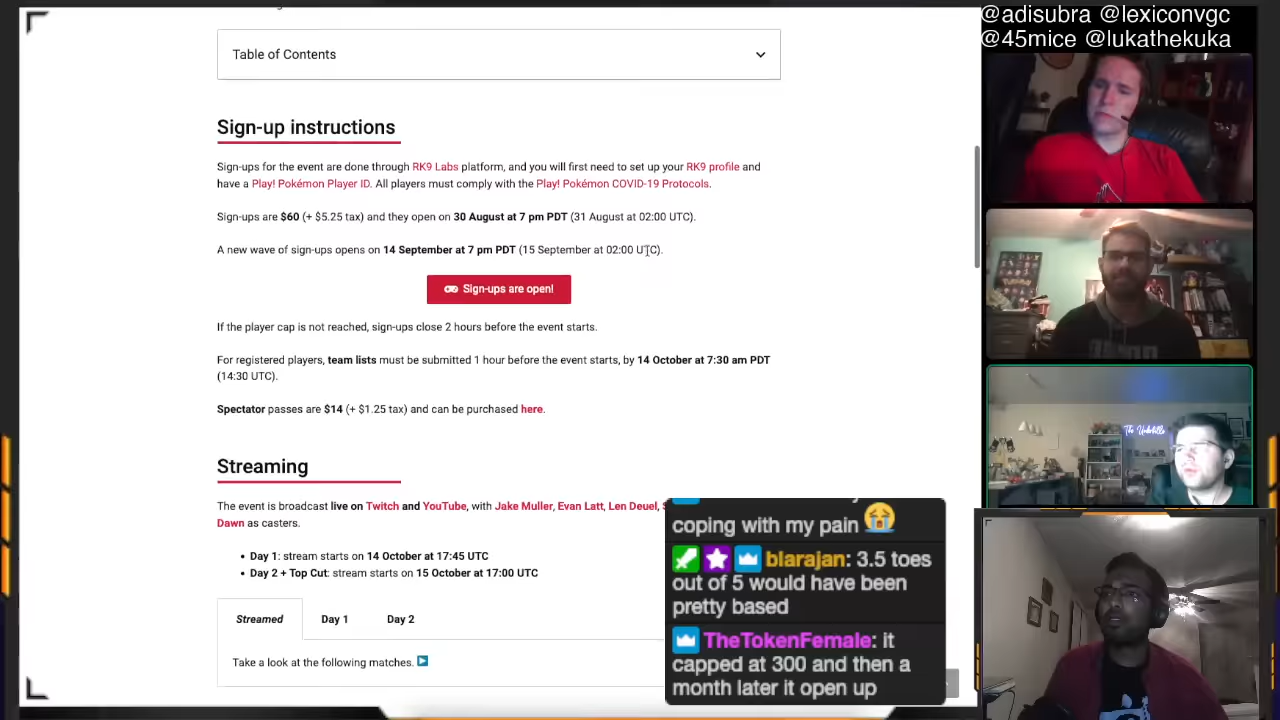 @adisubra @lexiconvgc
@45mice @lukathekuka
Table of Contents
Sign-up instructions
Sign-ups for the event are done through RK9 Labs platform, and you will first need to set up your RK9 profile and
have a Play! Pokémon Player ID. All players must comply with the Play! Pokémon COVID-19 Protocols.
Sign-ups are $60 (+ $5.25 tax) and they open on 30 August at 7 pm PDT (31 August at 02:00 UTC).
A new wave of sign-ups opens on 14 September at 7 pm PDT (15 September at 02:00 UTC).
Sign-ups are open!
If the player cap is not reached, sign-ups close 2 hours before the event starts.
For registered players, team lists must be submitted 1 hour before the event starts, by 14 October at 7:30 am PDT
(14:30 UTC).
Spectator passes are $14 (+ $1.25 tax) and can be purchased here.
Streaming
The event is broadcast live on Twitch and YouTube, with Jake Muller, Evan Latt, Len Deuel,
Dawn as casters.
• Day 1: stream starts on 14 October at 17:45 UTC
• Day 2 + Top Cut: stream starts on 15 October at 17:00 UTC
Streamed Day 1 Day 2
Take a look at the following matches.
coping with my pain 😭
blarajan: 3.5 toes
out of 5 would have been
pretty based
TheTokenFemale: it
capped at 300 and then a
month later it open up
The Underhills